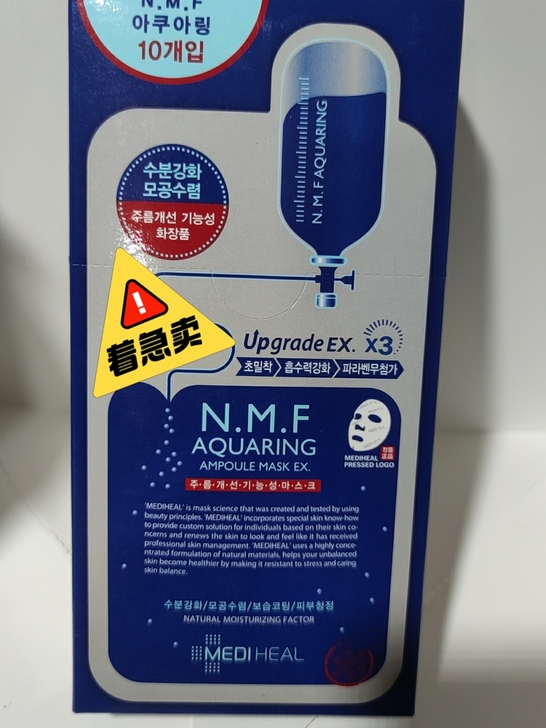 N.M.F
아쿠아링
10개입
N.M.F AQUARING
수분강화
모공수렴
주름개선 기능성
화장품
着急卖
Upgrade EX. x3
초밀착 흡수력강화 파라벤무첨가
N.M.F
AQUARING
AMPOULE MASK EX.
MEDIHEAL
PRESSED LOGO
정품
正品
주·름·개·선·기·능·성·마·스·크
'MEDIHEAL' is mask science that was created and tested by using
beauty principles. 'MEDIHEAL' incorporates special skin know-how
to provide custom solution for individuals based on their skin co-
ncerns and renews the skin to look and feel like it has received
professional skin management. 'MEDIHEAL' uses a highly conce-
ntrated formulation of natural materials, helps your unbalanced
skin become healthier by making it resistant to stress and caring
skin balance.
수분강화/모공수렴/보습코팅/피부청정
NATURAL MOISTURIZING FACTOR
MEDIHEAL